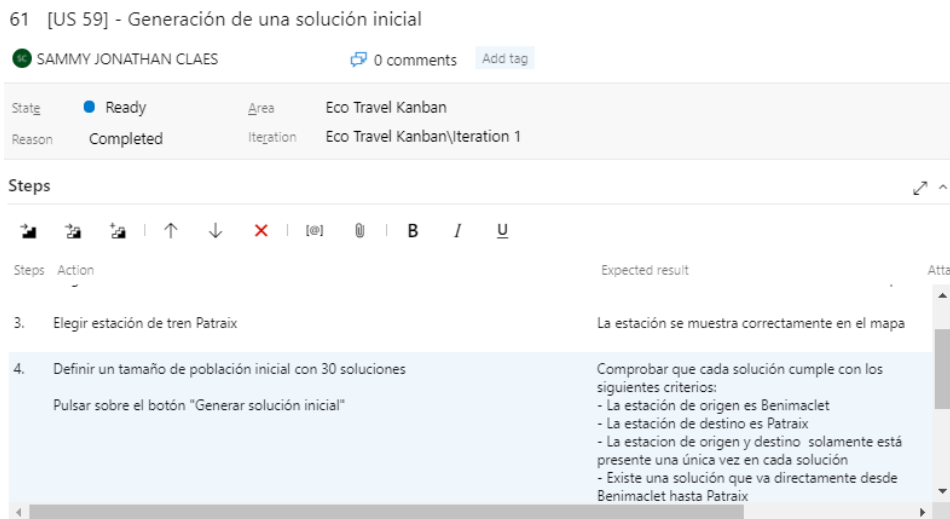 61 [US 59] - Generación de una solución inicial
SC SAMMY JONATHAN CLAES 0 comments Add tag
State Ready Area Eco Travel Kanban
Reason Completed Iteration Eco Travel Kanban\Iteration 1
Steps
[@] B I U
Steps Action Expected result Atta
3. Elegir estación de tren Patraix La estación se muestra correctamente en el mapa
4. Definir un tamaño de población inicial con 30 soluciones
Pulsar sobre el botón "Generar solución inicial"
Comprobar que cada solución cumple con los
siguientes criterios:
- La estación de origen es Benimaclet
- La estación de destino es Patraix
- La estacion de origen y destino solamente está
presente una única vez en cada solución
- Existe una solución que va directamente desde
Benimaclet hasta Patraix